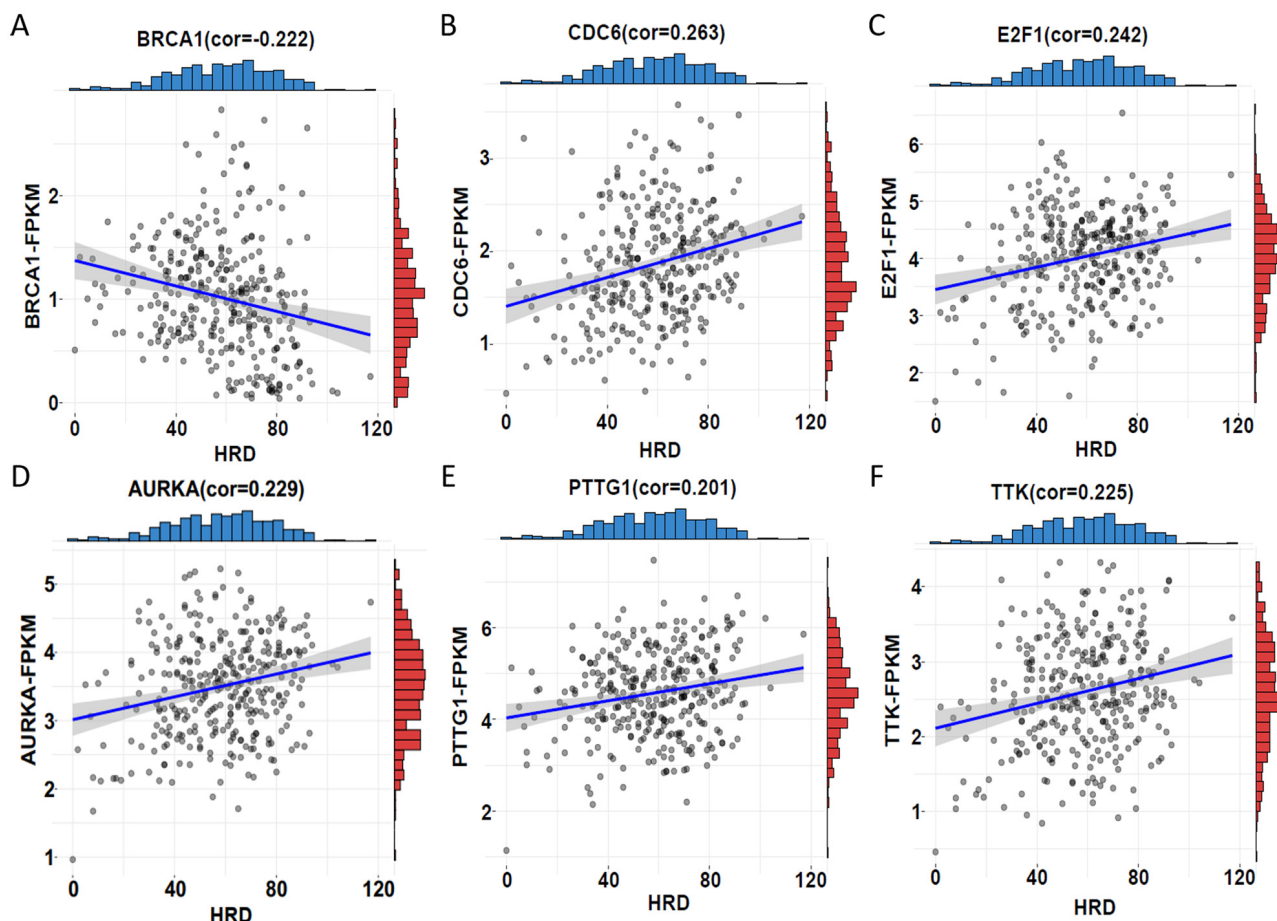 A
BRCA1(cor=-0.222)
BRCA1-FPKM
2
1
0
0 40 80 120
HRD
B
CDC6(cor=0.263)
CDC6-FPKM
3
2
1
0 40 80 120
HRD
C
E2F1(cor=0.242)
E2F1-FPKM
6
5
4
3
2
0 40 80 120
HRD
D
AURKA(cor=0.229)
AURKA-FPKM
5
4
3
2
1
0 40 80 120
HRD
E
PTTG1(cor=0.201)
PTTG1-FPKM
6
4
2
0 40 80 120
HRD
F
TTK(cor=0.225)
TTK-FPKM
4
3
2
1
0 40 80 120
HRD